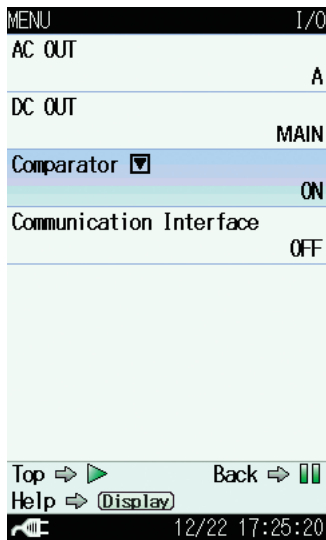 MENU I/O
AC OUT
A
DC OUT
MAIN
Comparator ▼
ON
Communication Interface
OFF
Top ⇨ ▷ Back ⇨ ▯▯
Help ⇨ (Display)
12/22 17:25:20